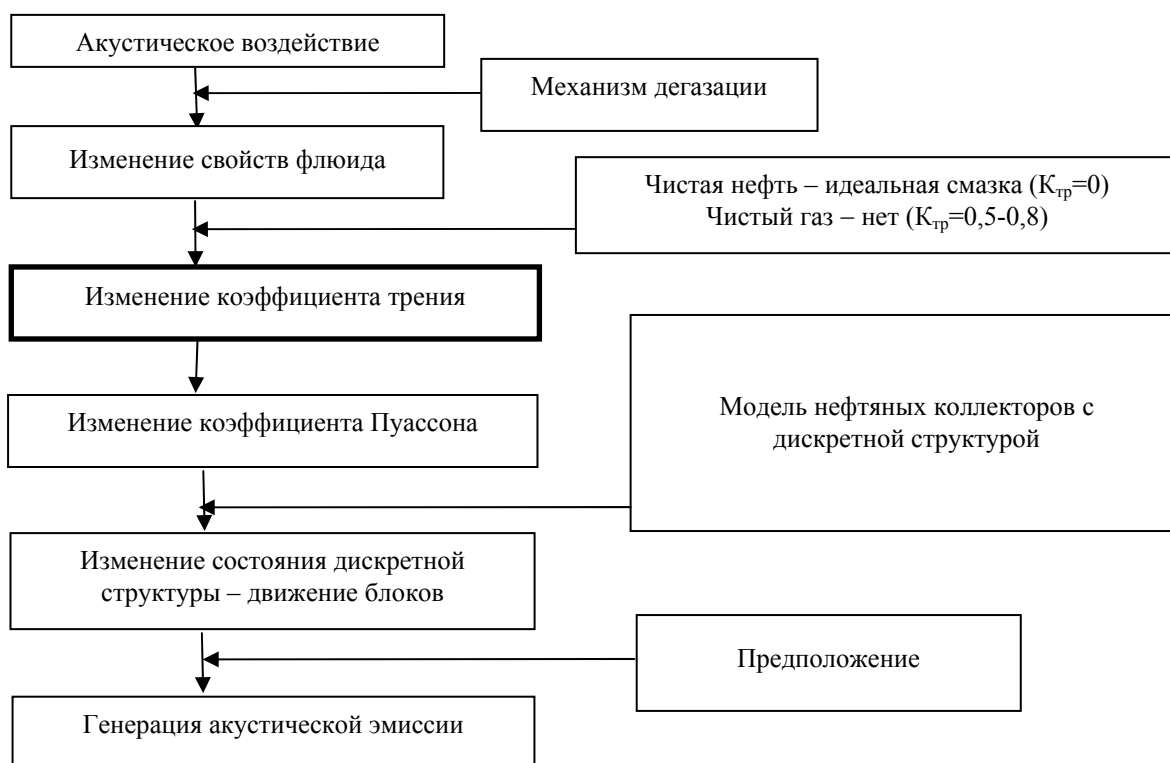 Акустическое воздействие
Механизм дегазации
Изменение свойств флюида
Чистая нефть – идеальная смазка (Kтр=0)
Чистый газ – нет (Kтр=0,5-0,8)
Изменение коэффициента трения
Изменение коэффициента Пуассона
Модель нефтяных коллекторов с
дискретной структурой
Изменение состояния дискретной
структуры – движение блоков
Предположение
Генерация акустической эмиссии